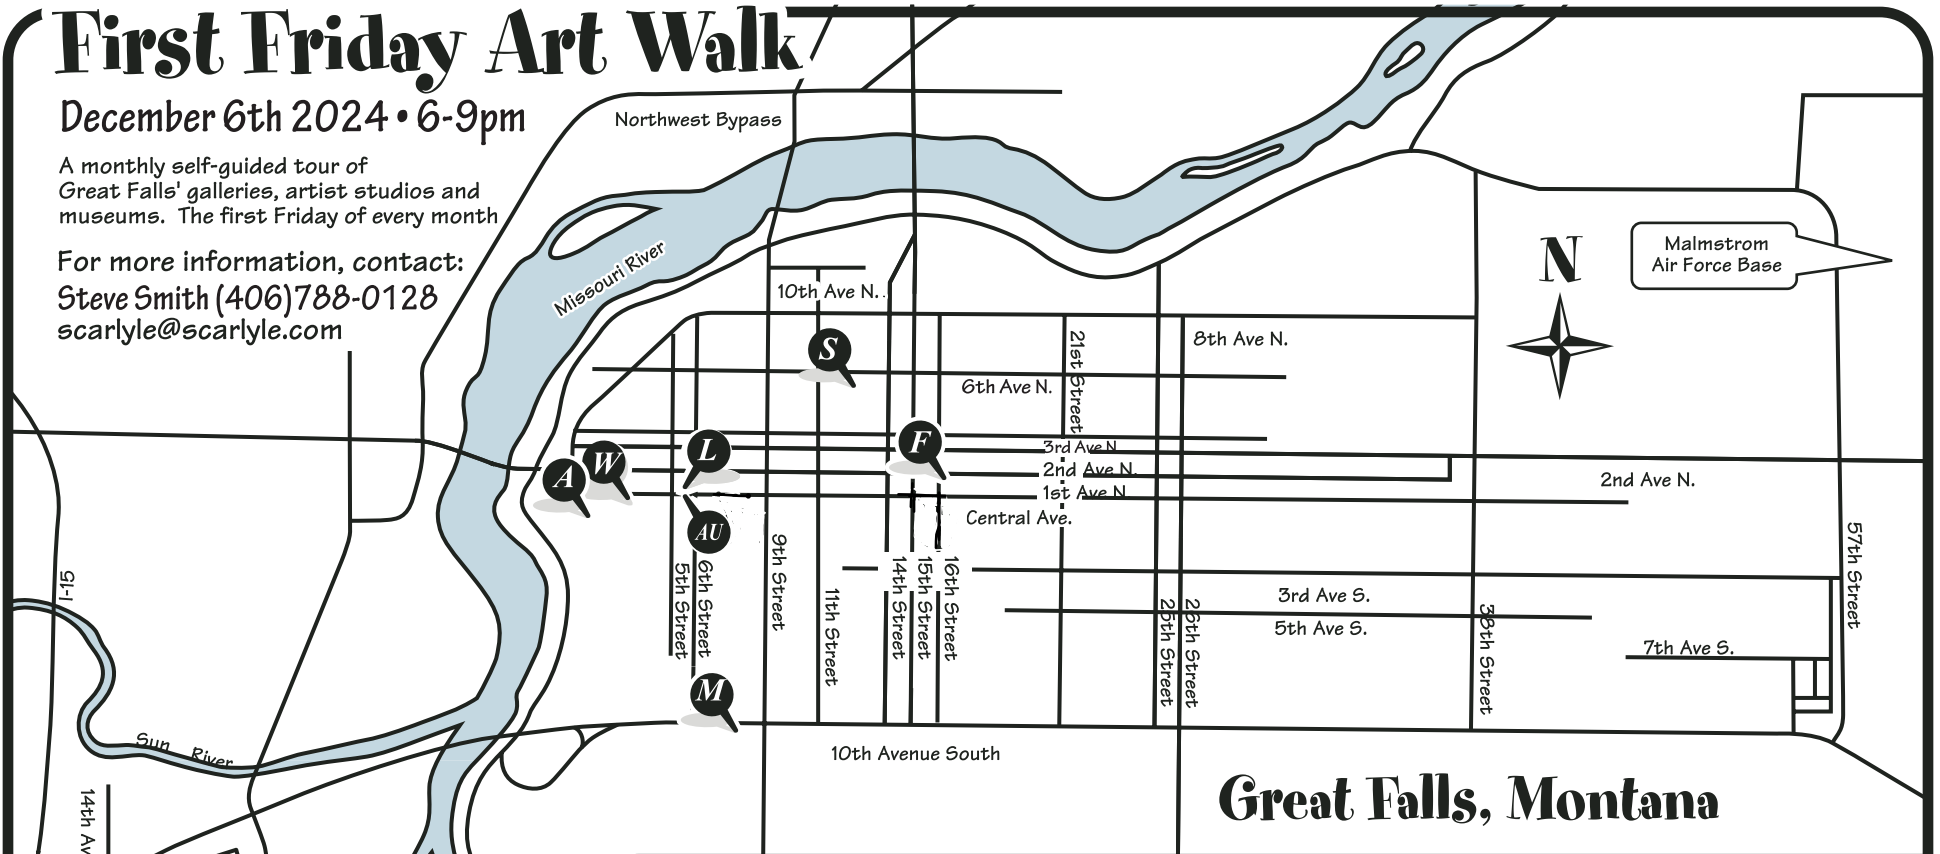 First Friday Art Walk
December 6th 2024 • 6-9pm
A monthly self-guided tour of
Great Falls' galleries, artist studios and
museums. The first Friday of every month
For more information, contact:
Steve Smith (406)788-0128
scarlyle@scarlyle.com
Northwest Bypass
Missouri River
N
Malmstrom
Air Force Base
10th Ave N.
8th Ave N.
21st Street
S
6th Ave N.
F
L
W
A
3rd Ave N.
2nd Ave N.
2nd Ave N.
1st Ave N
Central Ave.
AU
9th Street
57th Street
5th Street
6th Street
11th Street
14th Street
15th Street
16th Street
I-15
3rd Ave S.
25th Street
26th Street
38th Street
5th Ave S.
7th Ave S.
M
Sun River
10th Avenue South
14th Av
Great Falls, Montana